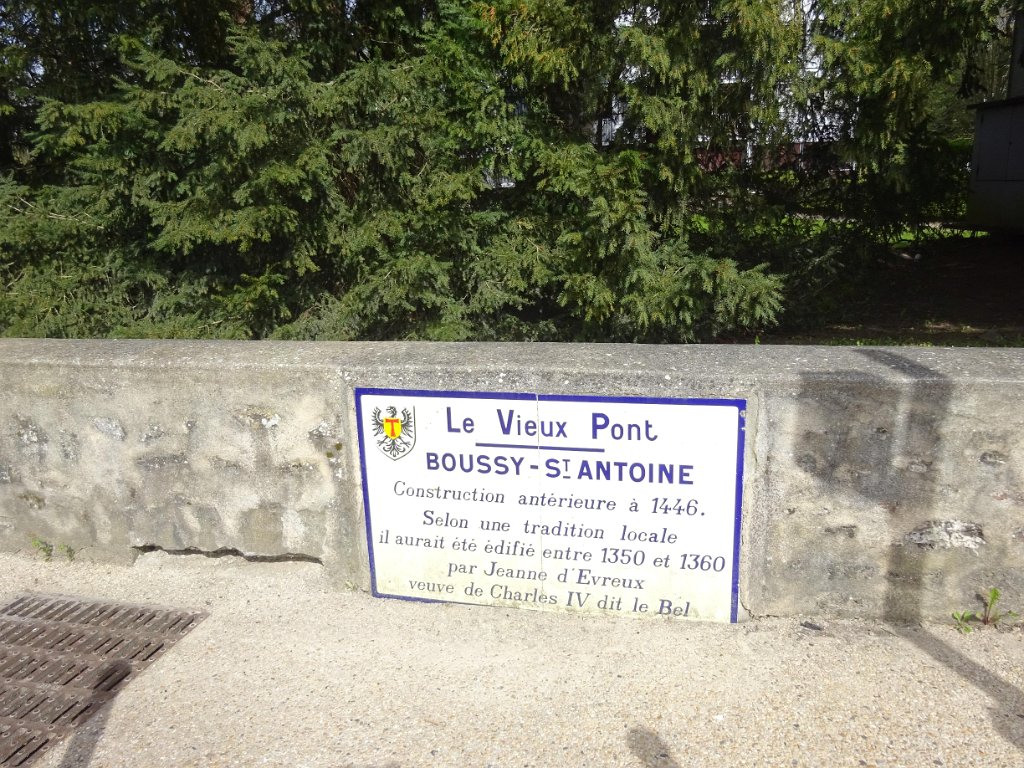 T
Le Vieux Pont
BOUSSY-ST ANTOINE
Construction antérieure à 1446.
Selon une tradition locale
il aurait été édifié entre 1350 et 1360
par Jeanne d'Evreux
veuve de Charles IV dit le Bel